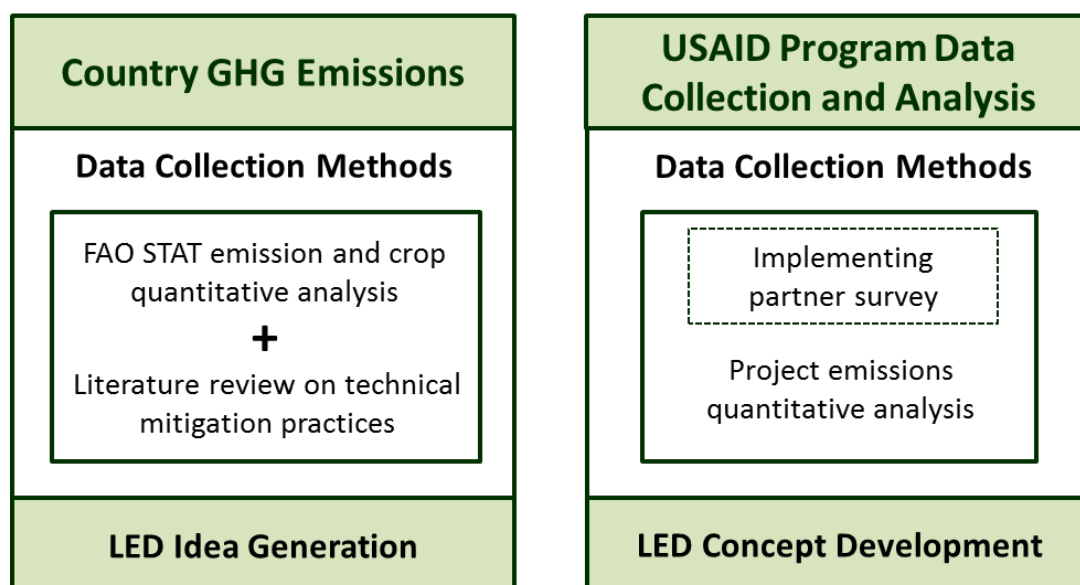 Country GHG Emissions
Data Collection Methods
FAO STAT emission and crop
quantitative analysis
+
Literature review on technical
mitigation practices
LED Idea Generation
USAID Program Data
Collection and Analysis
Data Collection Methods
Implementing
partner survey
Project emissions
quantitative analysis
LED Concept Development